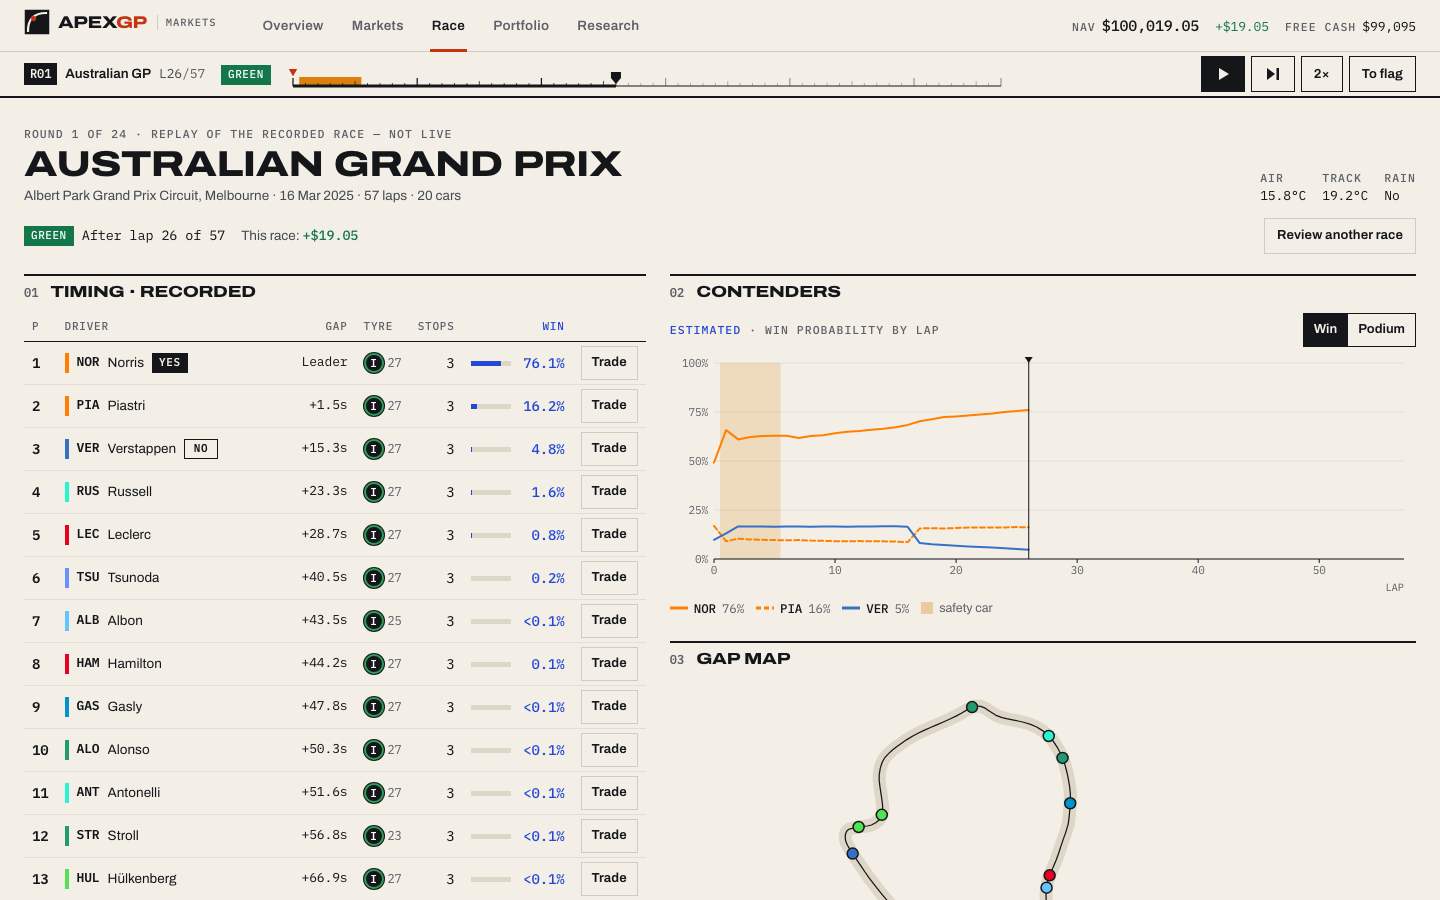 APEXGP MARKETS Overview Markets Race Portfolio Research NAV $100,019.05 +$19.05 FREE CASH $99,095
R01 Australian GP L26/57 GREEN 2× To flag
ROUND 1 OF 24 · REPLAY OF THE RECORDED RACE — NOT LIVE
AUSTRALIAN GRAND PRIX
Albert Park Grand Prix Circuit, Melbourne · 16 Mar 2025 · 57 laps · 20 cars
AIR TRACK RAIN
15.8°C 19.2°C No
GREEN After lap 26 of 57 This race: +$19.05
Review another race
01 TIMING · RECORDED
P DRIVER GAP TYRE STOPS WIN
1 NOR Norris YES Leader I 27 3 76.1% Trade
2 PIA Piastri +1.5s I 27 3 16.2% Trade
3 VER Verstappen NO +15.3s I 27 3 4.8% Trade
4 RUS Russell +23.3s I 27 3 1.6% Trade
5 LEC Leclerc +28.7s I 27 3 0.8% Trade
6 TSU Tsunoda +40.5s I 27 3 0.2% Trade
7 ALB Albon +43.5s I 25 3 <0.1% Trade
8 HAM Hamilton +44.2s I 27 3 0.1% Trade
9 GAS Gasly +47.8s I 27 3 <0.1% Trade
10 ALO Alonso +50.3s I 27 3 <0.1% Trade
11 ANT Antonelli +51.6s I 27 3 <0.1% Trade
12 STR Stroll +56.8s I 23 3 <0.1% Trade
13 HUL Hülkenberg +66.9s I 27 3 <0.1% Trade
02 CONTENDERS
ESTIMATED · WIN PROBABILITY BY LAP
Win Podium
100%
75%
50%
25%
0%
0 10 20 30 40 50
LAP
NOR 76% PIA 16% VER 5% safety car
03 GAP MAP